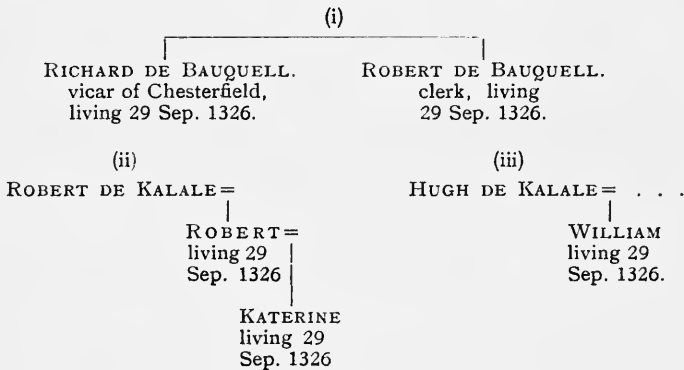 (i)
RICHARD DE BAUQUELL.
vicar of Chesterfield,
living 29 Sep. 1326.
ROBERT DE BAUQUELL.
clerk, living
29 Sep. 1326.
(ii)
ROBERT DE KALALE=
ROBERT=
living 29
Sep. 1326
KATERINE
living 29
Sep. 1326
(iii)
HUGH DE KALALE= . . .
WILLIAM
living 29
Sep. 1326.